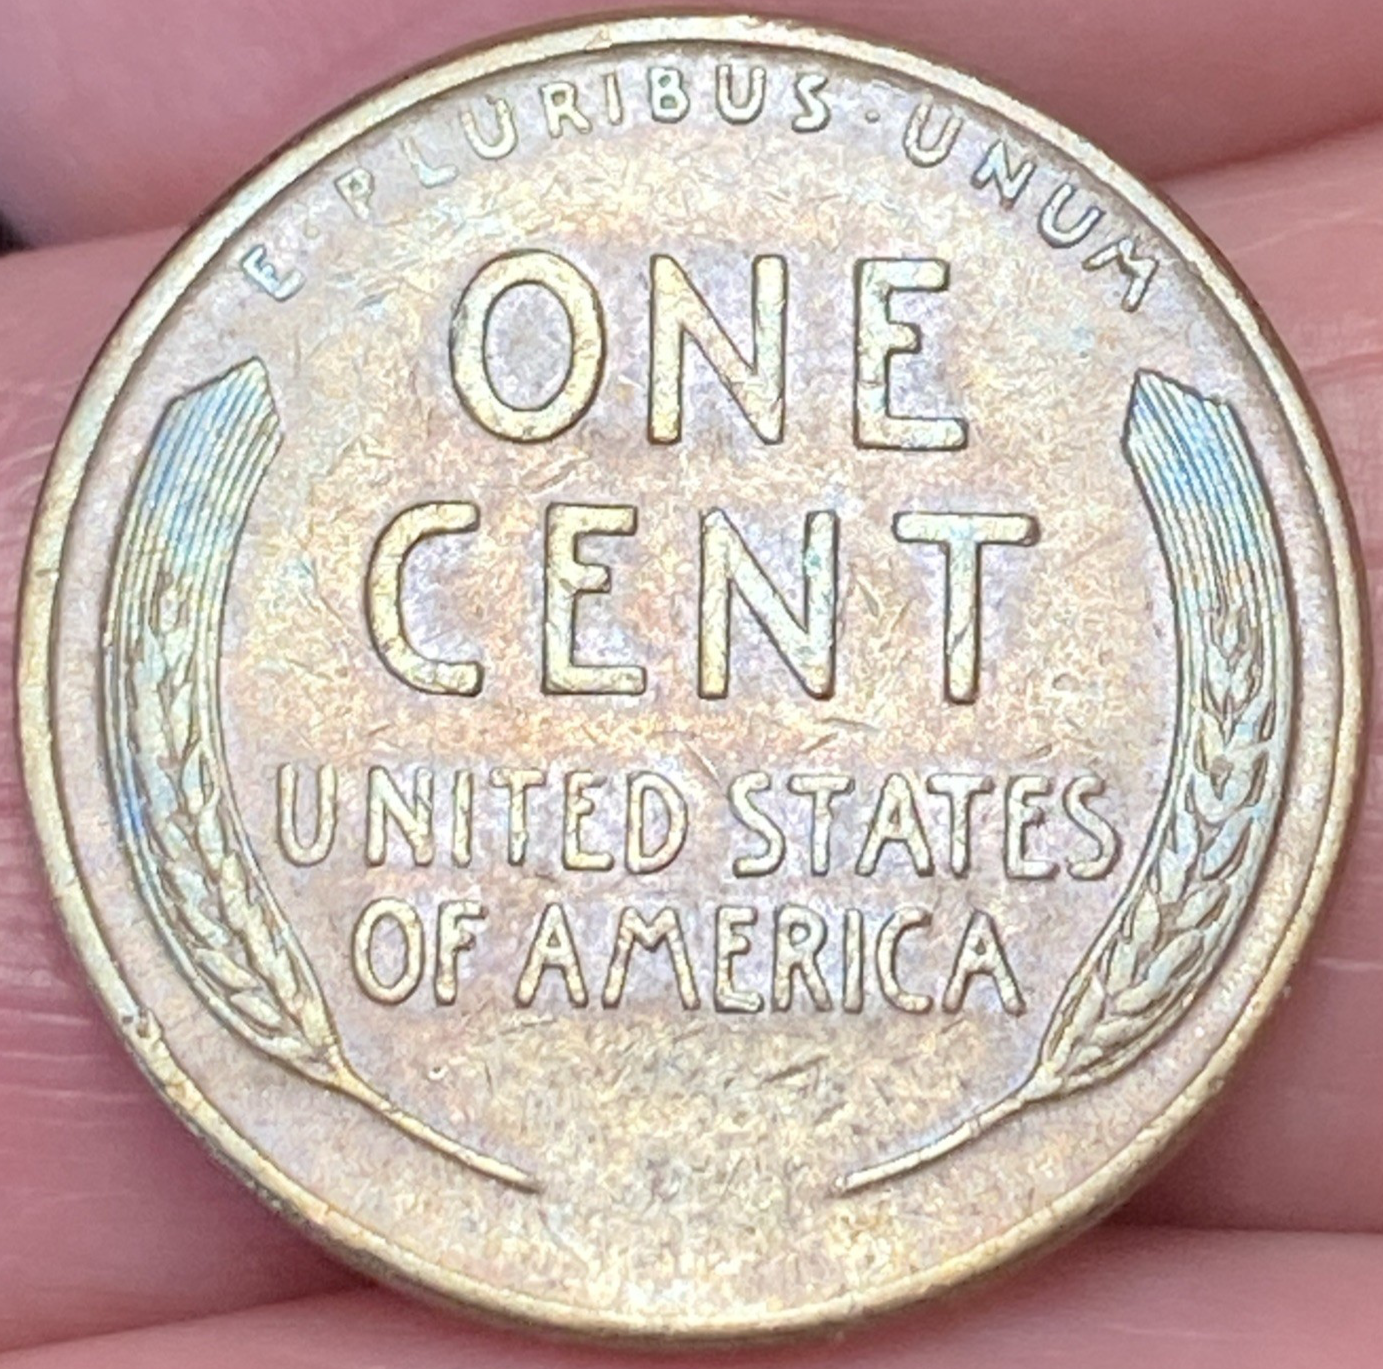 E·PLURIBUS·UNUM
ONE
CENT
UNITED STATES
OF AMERICA